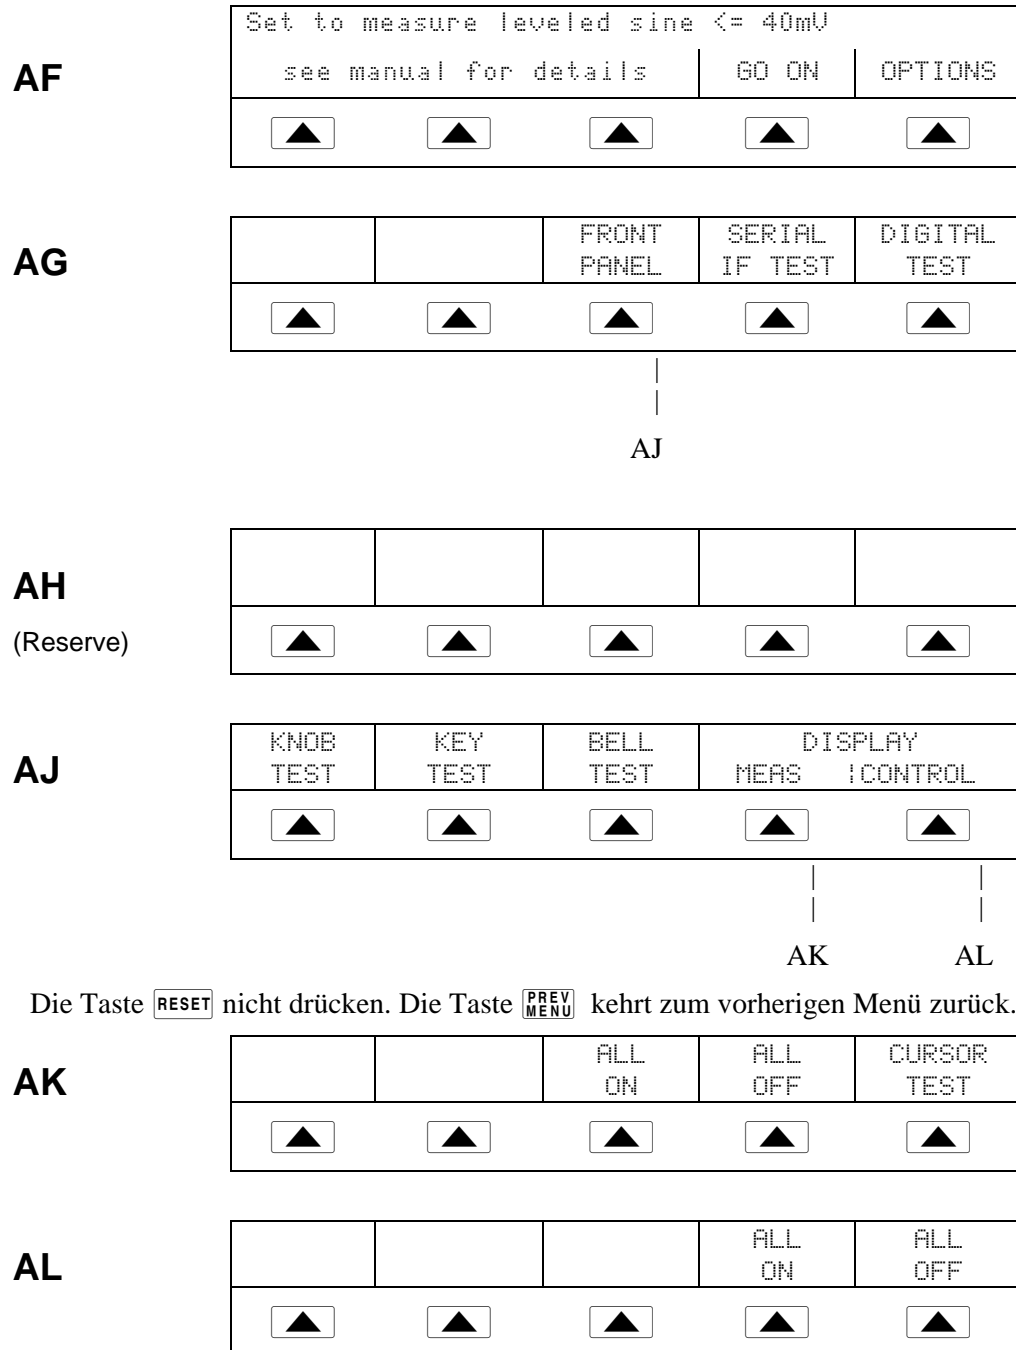 Set to measure leveled sine <= 40mV
AF
see manual for details GO ON OPTIONS
FRONT SERIAL DIGITAL
AG
PANEL IF TEST TEST
|
|
AJ
AH
(Reserve)
KNOB KEY BELL DISPLAY
AJ
TEST TEST TEST MEAS ¦CONTROL
| |
| |
AK AL
Die Taste RESET nicht drücken. Die Taste PREV MENU kehrt zum vorherigen Menü zurück.
ALL ALL CURSOR
AK
ON OFF TEST
ALL ALL
AL
ON OFF